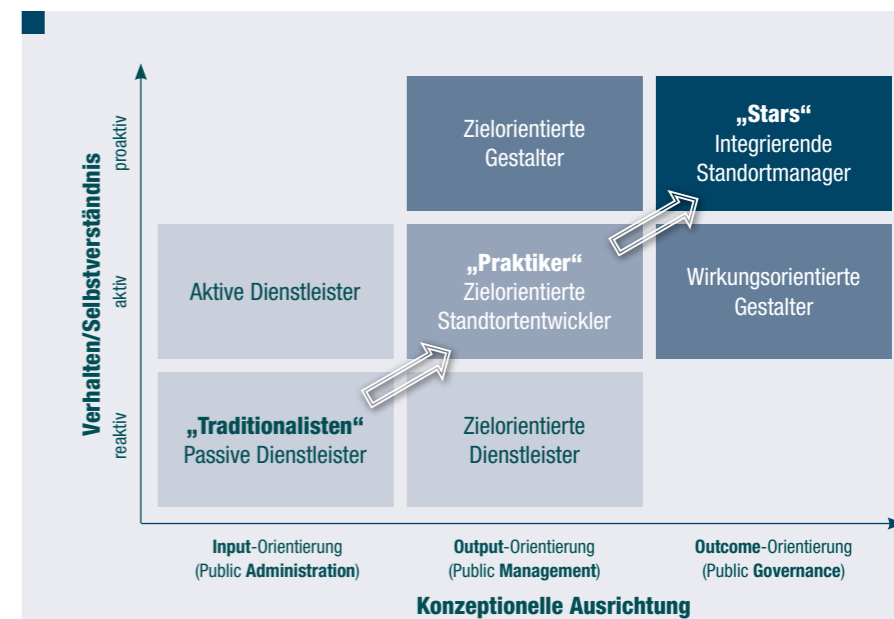 Verhalten/Selbstverständnis
proaktiv
aktiv
reaktiv
Zielorientierte
Gestalter
„Stars“
Integrierende
Standortmanager
Aktive Dienstleister
„Praktiker“
Zielorientierte
Standtortentwickler
Wirkungsorientierte
Gestalter
„Traditionalisten“
Passive Dienstleister
Zielorientierte
Dienstleister
Input-Orientierung
(Public Administration)
Output-Orientierung
(Public Management)
Outcome-Orientierung
(Public Governance)
Konzeptionelle Ausrichtung